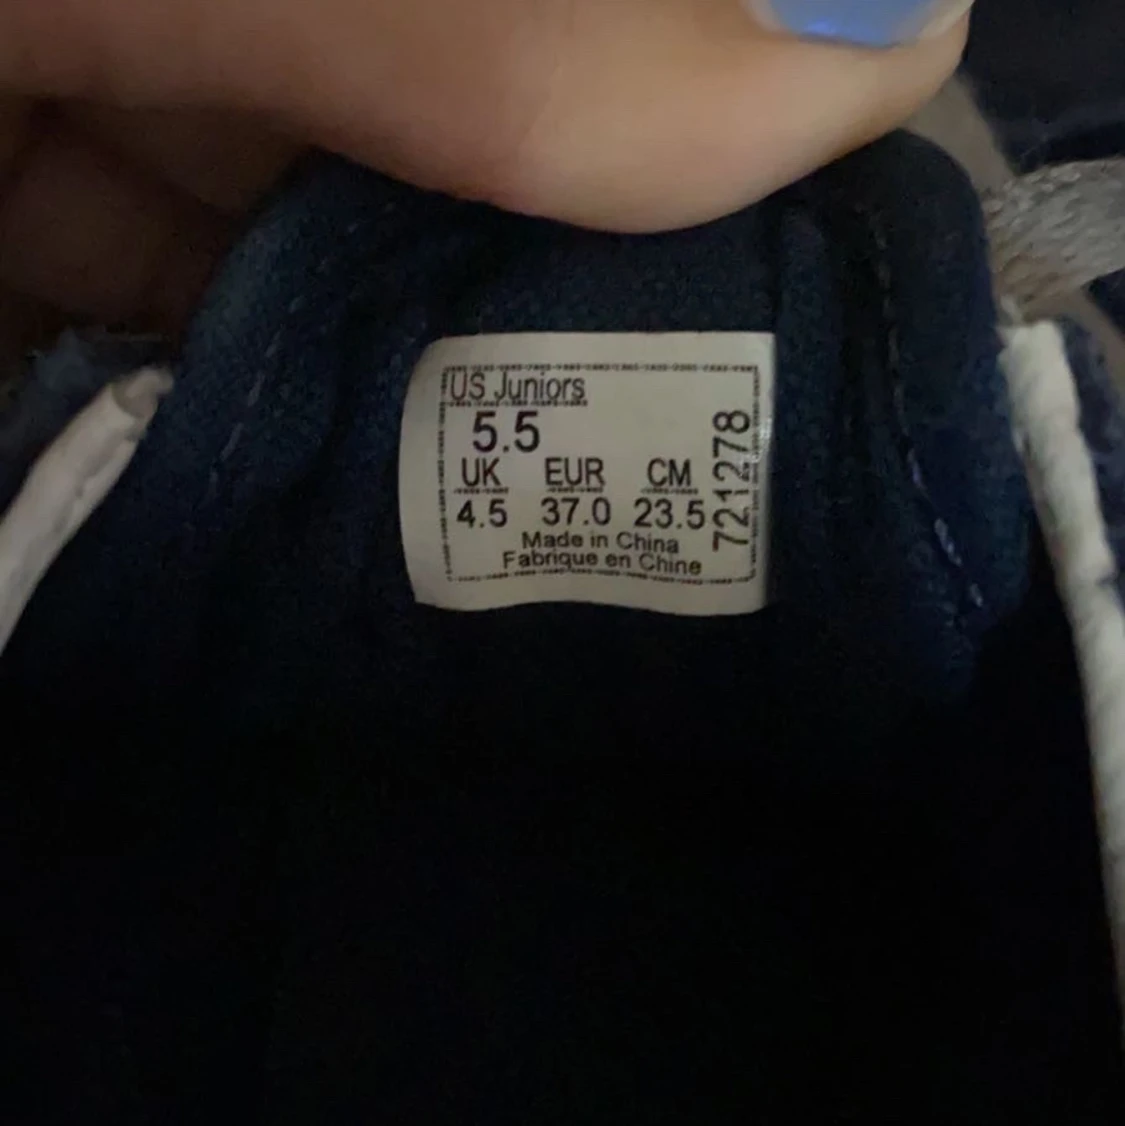 US Juniors
5.5
UK EUR CM
4.5 37.0 23.5
Made in China
Fabrique en Chine
721278